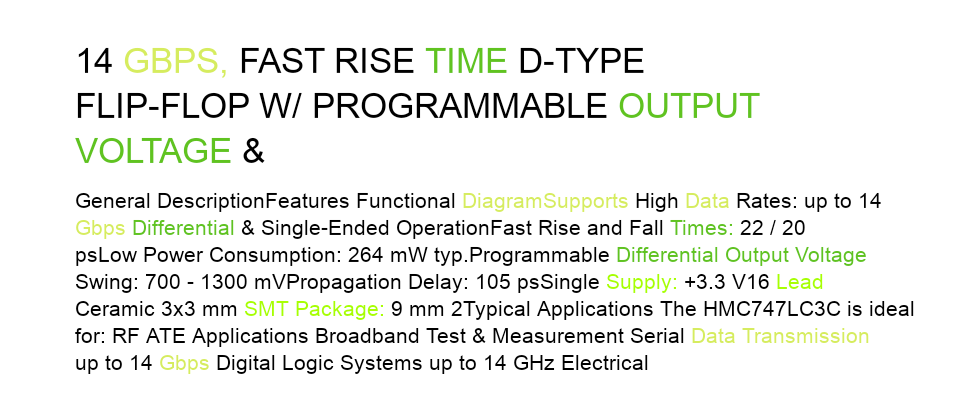 14 GBPS, FAST RISE TIME D-TYPE
FLIP-FLOP W/ PROGRAMMABLE OUTPUT
VOLTAGE &
General DescriptionFeatures Functional DiagramSupports High Data Rates: up to 14
Gbps Differential & Single-Ended OperationFast Rise and Fall Times: 22 / 20
psLow Power Consumption: 264 mW typ.Programmable Differential Output Voltage
Swing: 700 - 1300 mVPropagation Delay: 105 psSingle Supply: +3.3 V16 Lead
Ceramic 3x3 mm SMT Package: 9 mm 2Typical Applications The HMC747LC3C is ideal
for: RF ATE Applications Broadband Test & Measurement Serial Data Transmission
up to 14 Gbps Digital Logic Systems up to 14 GHz Electrical